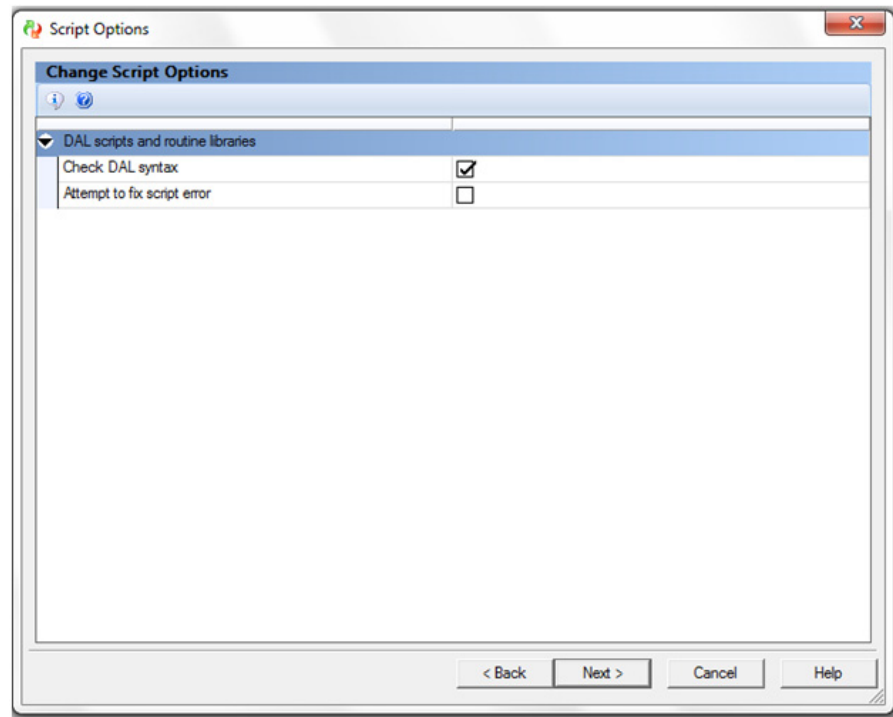 Script Options
Change Script Options
DAL scripts and routine libraries
Check DAL syntax
Attempt to fix script error
< Back Next > Cancel Help